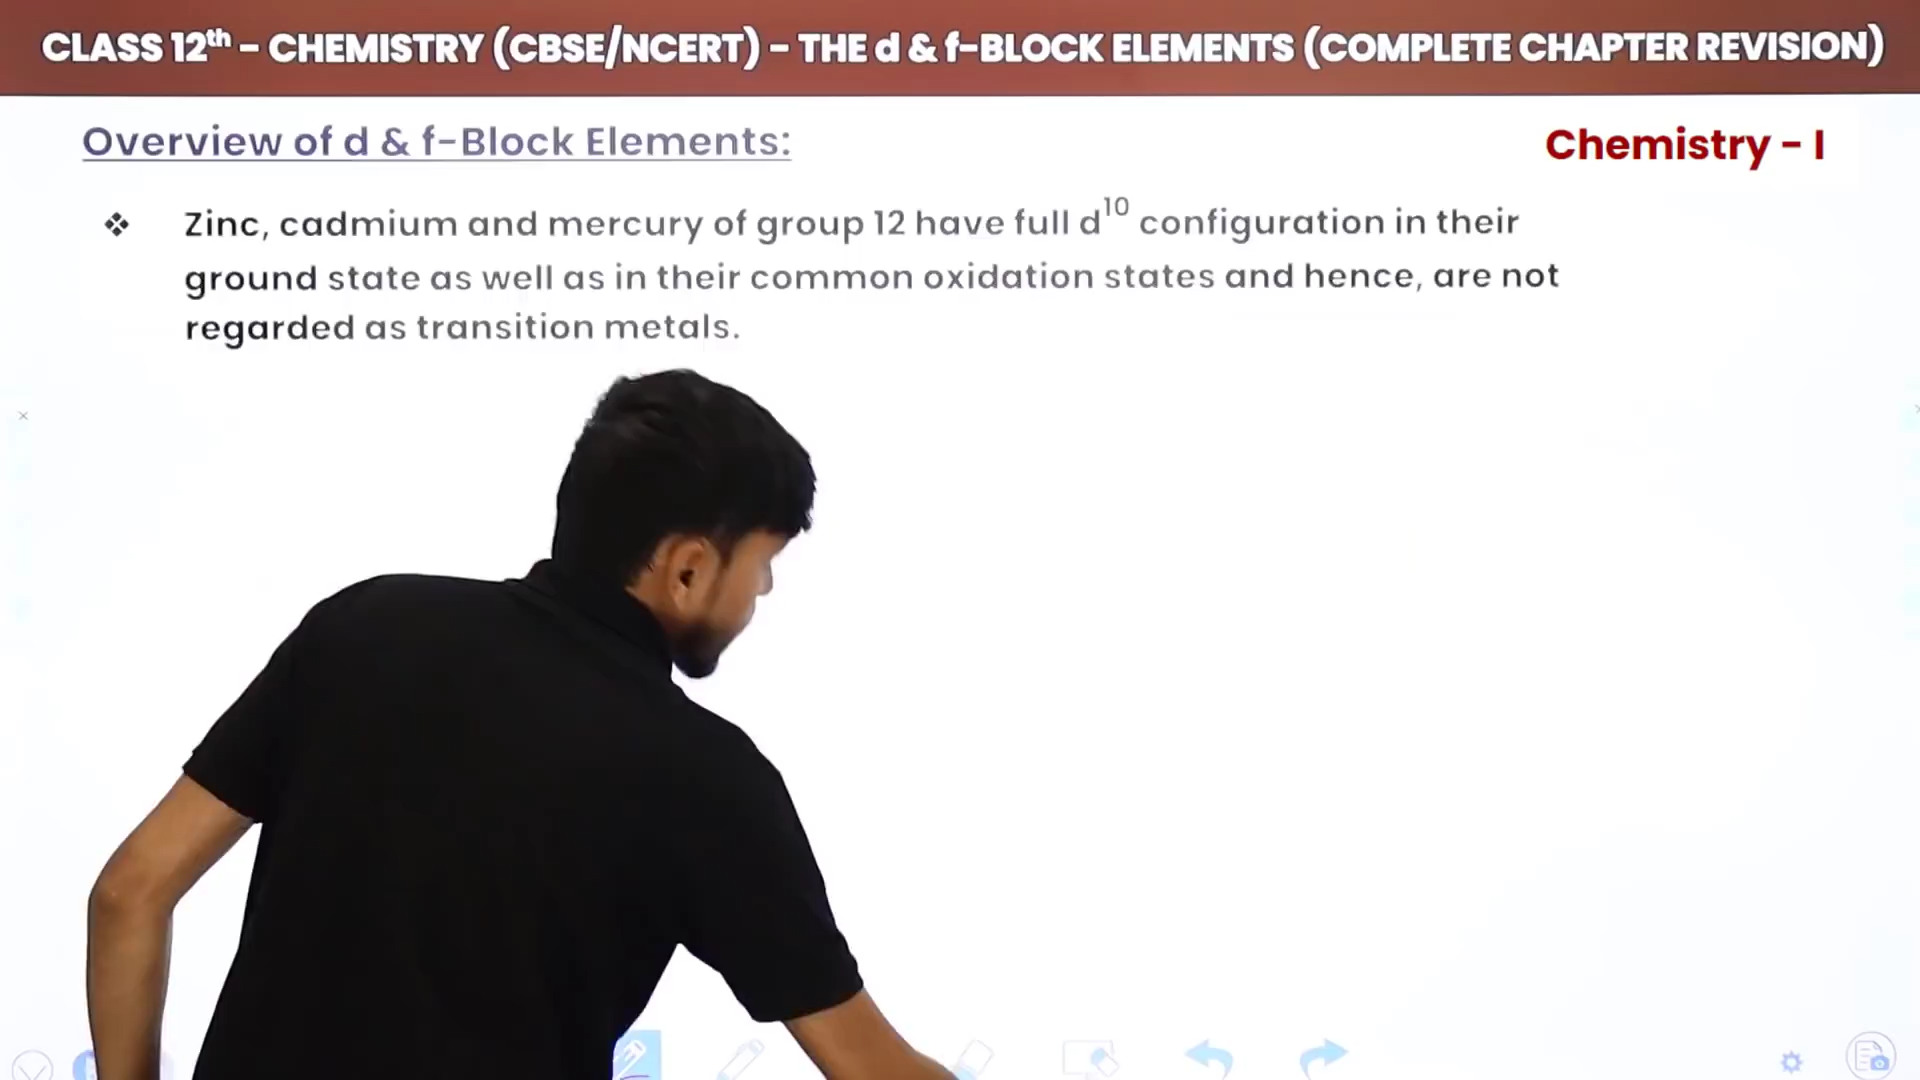 CLASS 12th – CHEMISTRY (CBSE/NCERT) – THE d & f–BLOCK ELEMENTS (COMPLETE CHAPTER REVISION)
Overview of d & f-Block Elements:
Chemistry - I
❖ Zinc, cadmium and mercury of group 12 have full d10 configuration in their
ground state as well as in their common oxidation states and hence, are not
regarded as transition metals.